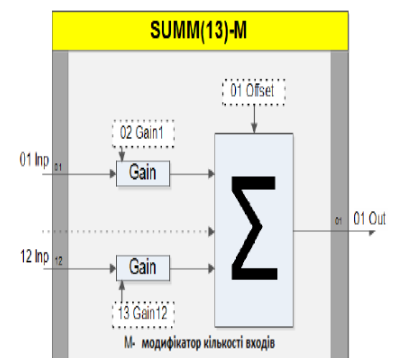 SUMM(13)-M
01 Offset
02 Gain1
01 Inp
01
Gain
Σ
01
01 Out
12 Inp
12
Gain
13 Gain12
М- модифікатор кількості входів